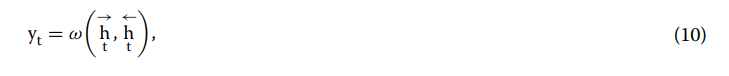 y_t = ω(→h_t, ←h_t), (10)